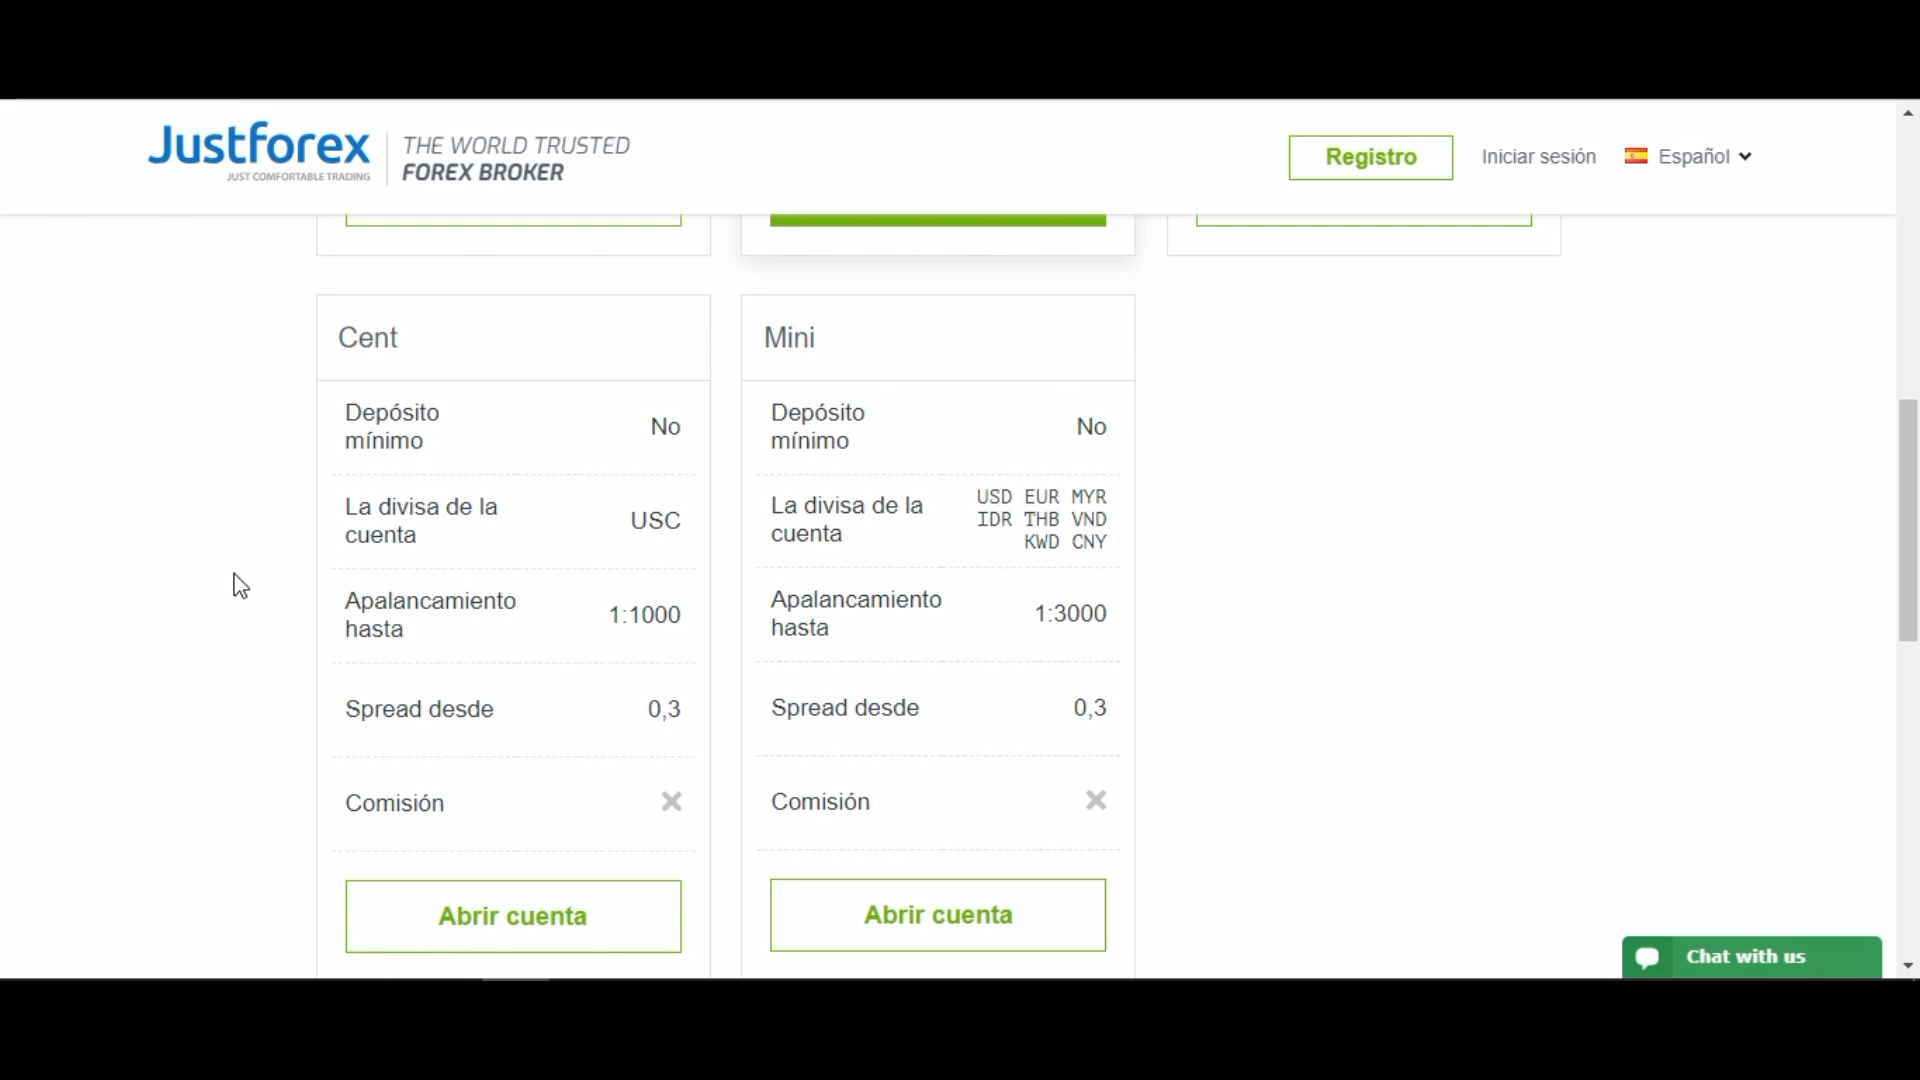 Justforex
JUST COMFORTABLE TRADING
THE WORLD TRUSTED
FOREX BROKER
Registro
Iniciar sesión
Español
Cent
Depósito
mínimo
No
La divisa de la
cuenta
USC
Apalancamiento
hasta
1:1000
Spread desde
0,3
Comisión
Abrir cuenta
Mini
Depósito
mínimo
No
La divisa de la
cuenta
USD EUR MYR
IDR THB VND
KWD CNY
Apalancamiento
hasta
1:3000
Spread desde
0,3
Comisión
Abrir cuenta
Chat with us